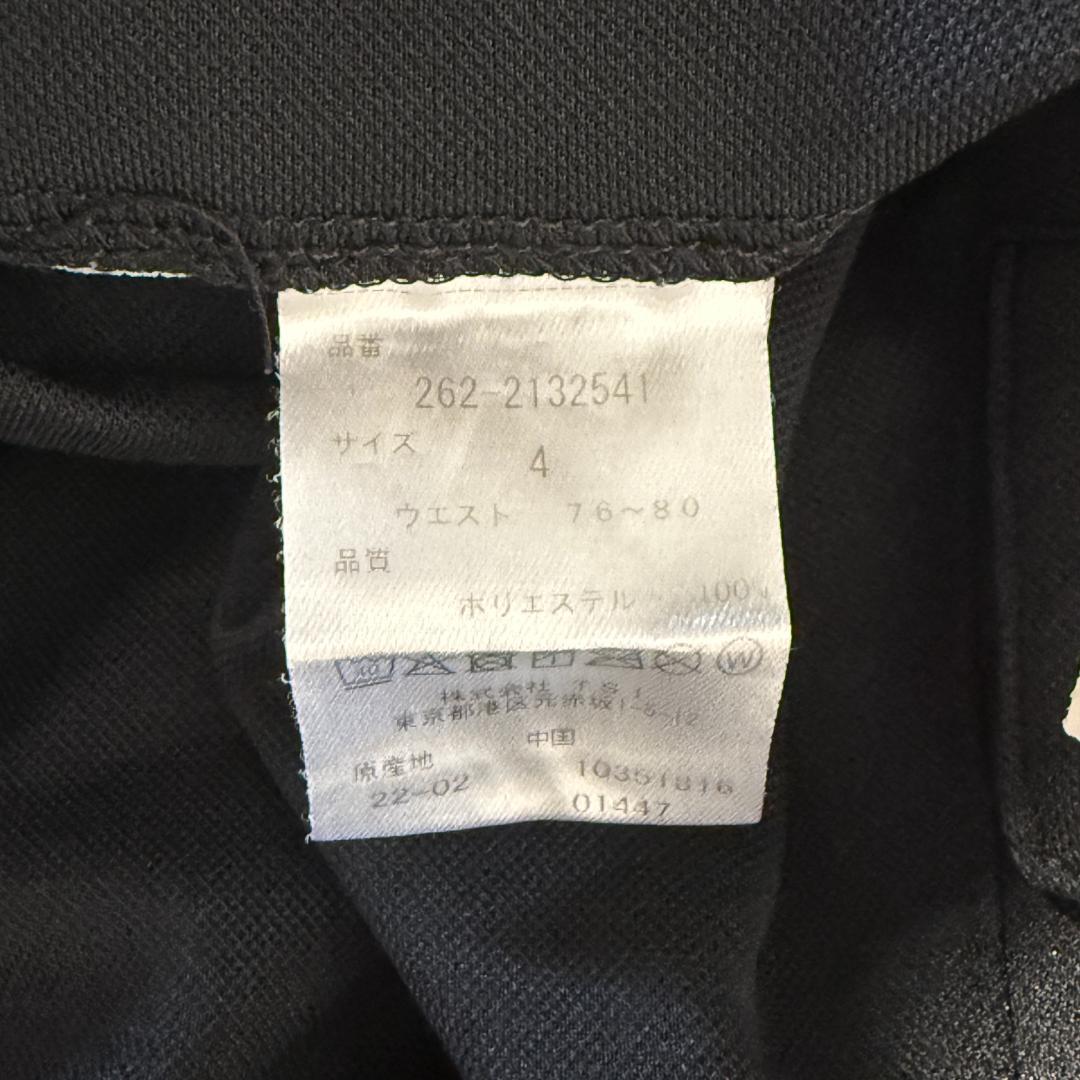 品番
262-2132541
サイズ
4
ウエスト 76～80
品質
ポリエステル 100%
株式会社 TSI
東京都港区元赤坂1-8-12
中国
原産地
22-02 10351816
01447